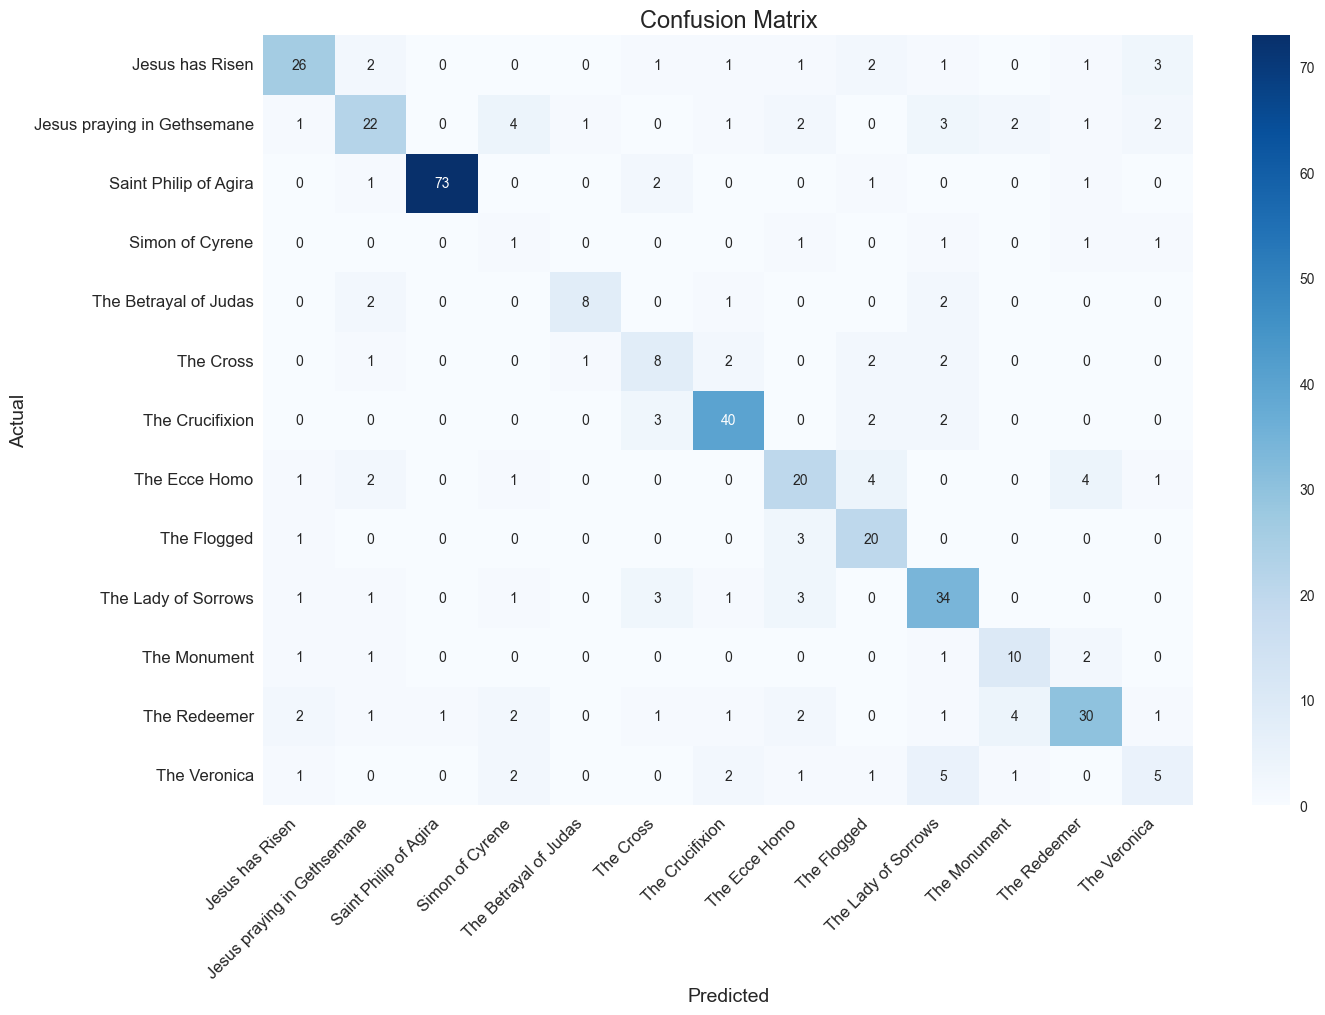 Confusion Matrix
Jesus has Risen 26 2 0 0 0 1 1 1 2 1 0 1 3
Jesus praying in Gethsemane 1 22 0 4 1 0 1 2 0 3 2 1 2
Saint Philip of Agira 0 1 73 0 0 2 0 0 1 0 0 1 0
Simon of Cyrene 0 0 0 1 0 0 0 1 0 1 0 1 1
The Betrayal of Judas 0 2 0 0 8 0 1 0 0 2 0 0 0
The Cross 0 1 0 0 1 8 2 0 2 2 0 0 0
The Crucifixion 0 0 0 0 0 3 40 0 2 2 0 0 0
The Ecce Homo 1 2 0 1 0 0 0 20 4 0 0 4 1
The Flogged 1 0 0 0 0 0 0 3 20 0 0 0 0
The Lady of Sorrows 1 1 0 1 0 3 1 3 0 34 0 0 0
The Monument 1 1 0 0 0 0 0 0 0 1 10 2 0
The Redeemer 2 1 1 2 0 1 1 2 0 1 4 30 1
The Veronica 1 0 0 2 0 0 2 1 1 5 1 0 5
Actual
Jesus has Risen
Jesus praying in Gethsemane
Saint Philip of Agira
Simon of Cyrene
The Betrayal of Judas
The Cross
The Crucifixion
The Ecce Homo
The Flogged
The Lady of Sorrows
The Monument
The Redeemer
The Veronica
Predicted
70
60
50
40
30
20
10
0